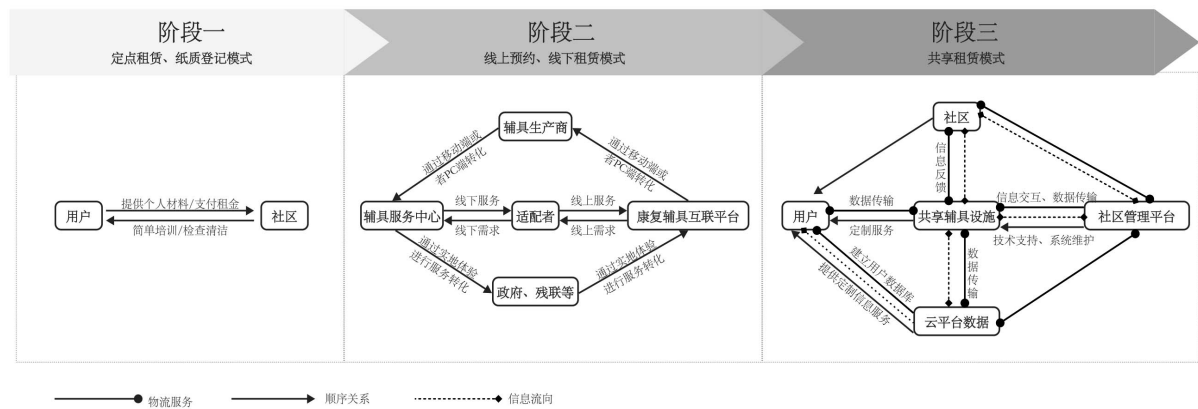 阶段一
定点租赁、纸质登记模式
阶段二
线上预约、线下租赁模式
阶段三
共享租赁模式
用户
提供个人材料/支付租金
简单培训/检查清洁
社区
辅具生产商
通过移动端或
者PC端转化
通过移动端或
者PC端转化
辅具服务中心
线下服务
线下需求
适配者
线上服务
线上需求
康复辅具互联平台
通过实地体验
进行服务转化
通过实地体验
进行服务转化
政府、残联等
社区
信息反馈
用户
数据传输
定制服务
共享辅具设施
信息交互、数据传输
技术支持、系统维护
社区管理平台
数据传输
建立用户数据库
提供定制信息服务
云平台数据
物流服务
顺序关系
信息流向